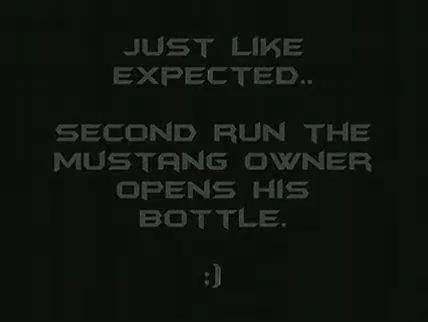 JUST LIKE
EXPECTED..
SECOND RUN THE
MUSTANG OWNER
OPENS HIS
BOTTLE.
;)